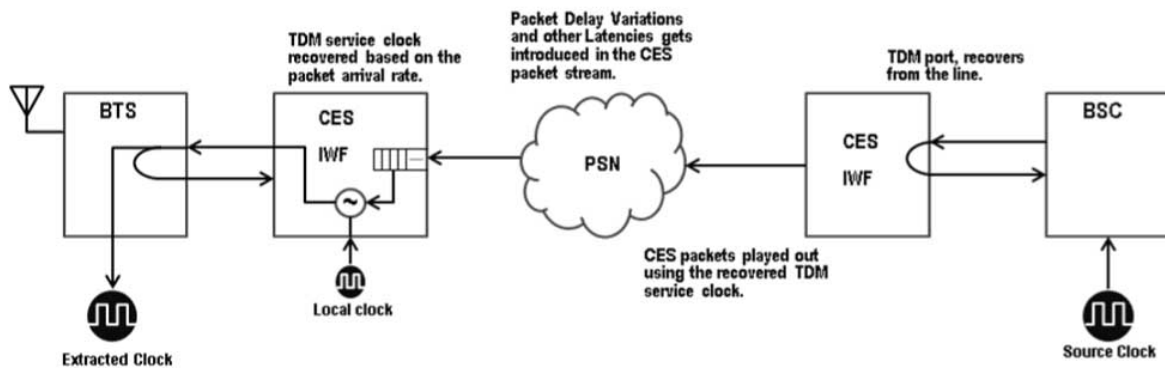 Packet Delay Variations
and other Latencies gets
introduced in the CES
packet stream.
TDM service clock
recovered based on the
packet arrival rate.
TDM port, recovers
from the line.
BTS
CES
IWF
PSN
CES
IWF
BSC
CES packets played out
using the recovered TDM
service clock.
Local clock
Extracted Clock
Source Clock